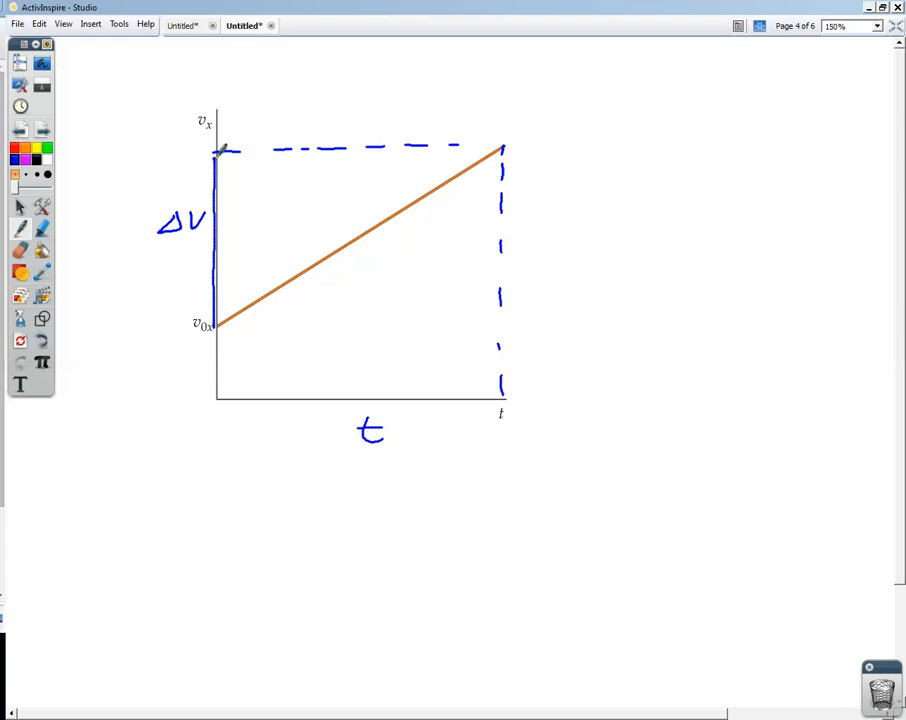 ActivInspire - Studio
File Edit View Insert Tools Help
Untitled* Untitled* Page 4 of 6 150%
vₓ
ΔV
v₀ₓ
t
t
T